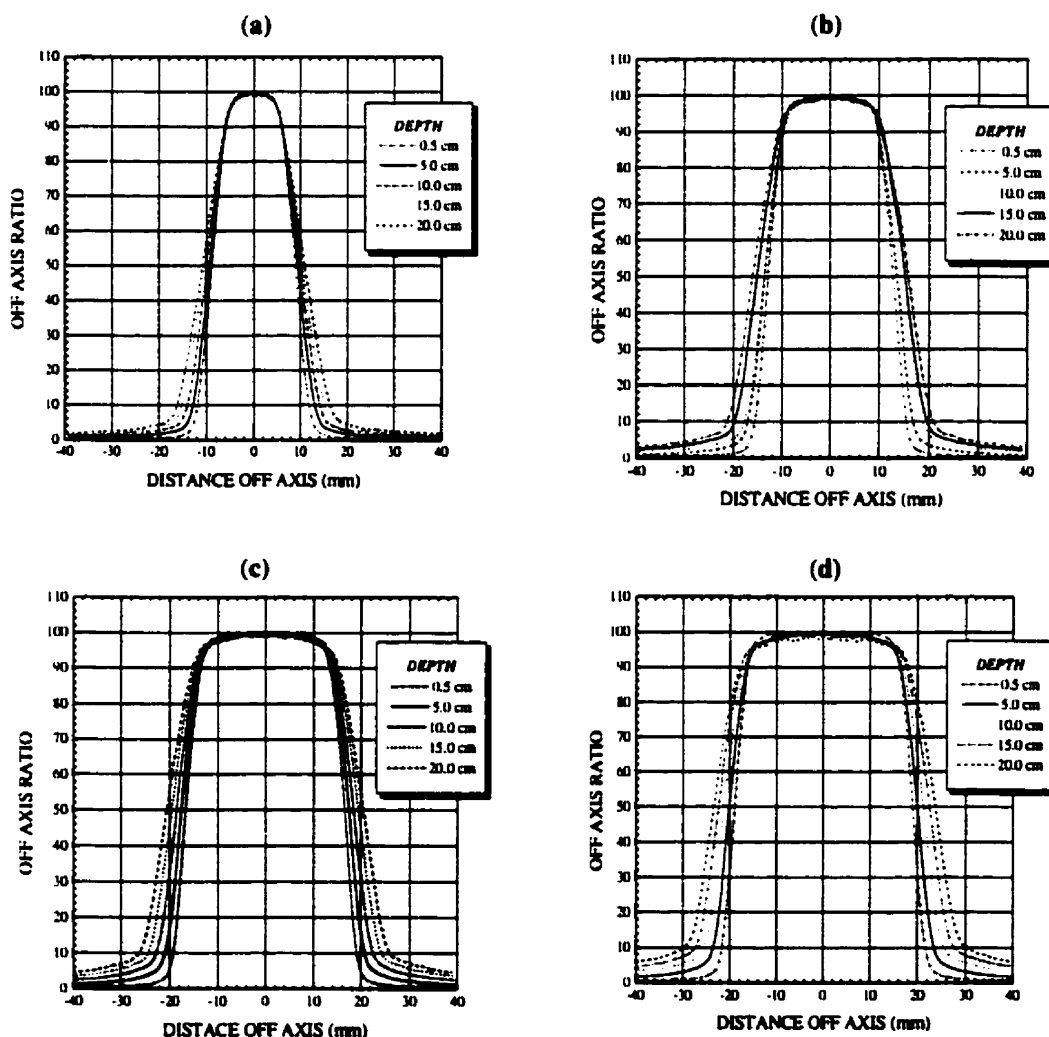 (a)
110
100
90
80
70
60
50
40
30
20
10
0
-40 -30 -20 -10 0 10 20 30 40
OFF AXIS RATIO
DISTANCE OFF AXIS (mm)
DEPTH
0.5 cm
5.0 cm
10.0 cm
15.0 cm
20.0 cm
(b)
110
100
90
80
70
60
50
40
30
20
10
0
-40 -30 -20 -10 0 10 20 30 40
OFF AXIS RATIO
DISTANCE OFF AXIS (mm)
DEPTH
0.5 cm
5.0 cm
10.0 cm
15.0 cm
20.0 cm
(c)
110
100
90
80
70
60
50
40
30
20
10
0
-40 -30 -20 -10 0 10 20 30 40
OFF AXIS RATIO
DISTACE OFF AXIS (mm)
DEPTH
0.5 cm
5.0 cm
10.0 cm
15.0 cm
20.0 cm
(d)
110
100
90
80
70
60
50
40
30
20
10
0
-40 -30 -20 -10 0 10 20 30 40
OFF AXIS RATIO
DISTANCE OFF AXIS (mm)
DEPTH
0.5 cm
5.0 cm
10.0 cm
15.0 cm
20.0 cm